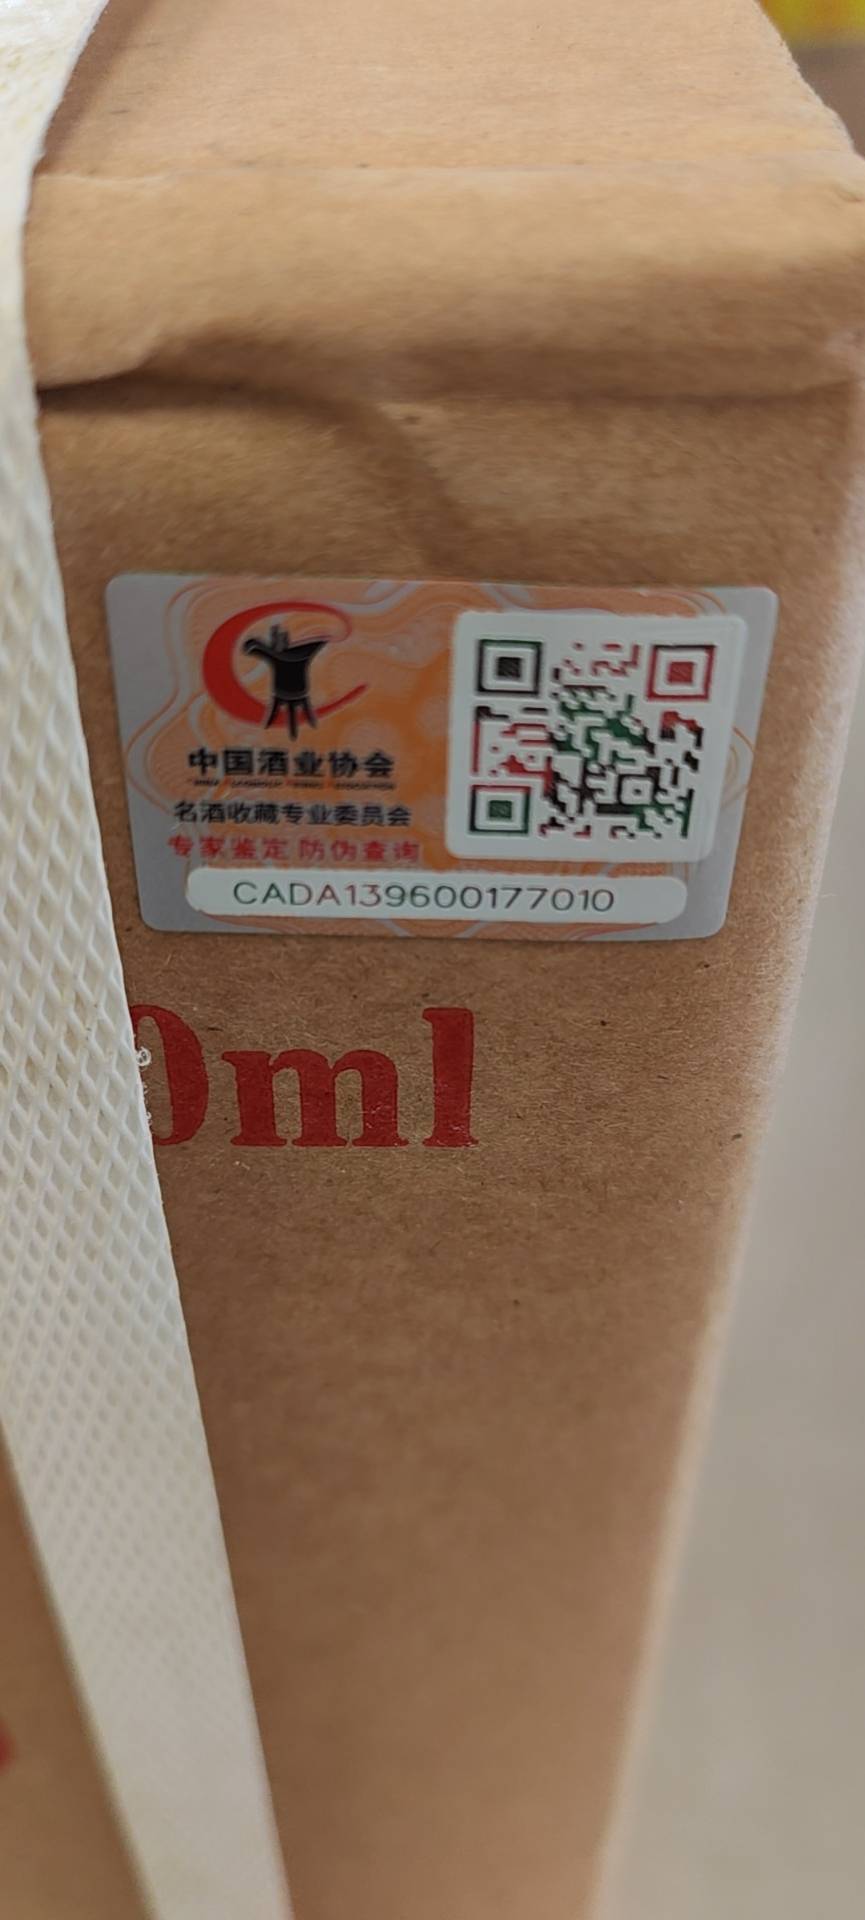 中国酒业协会
名酒收藏专业委员会
专家鉴定 防伪查询
CADA139600177010
0ml